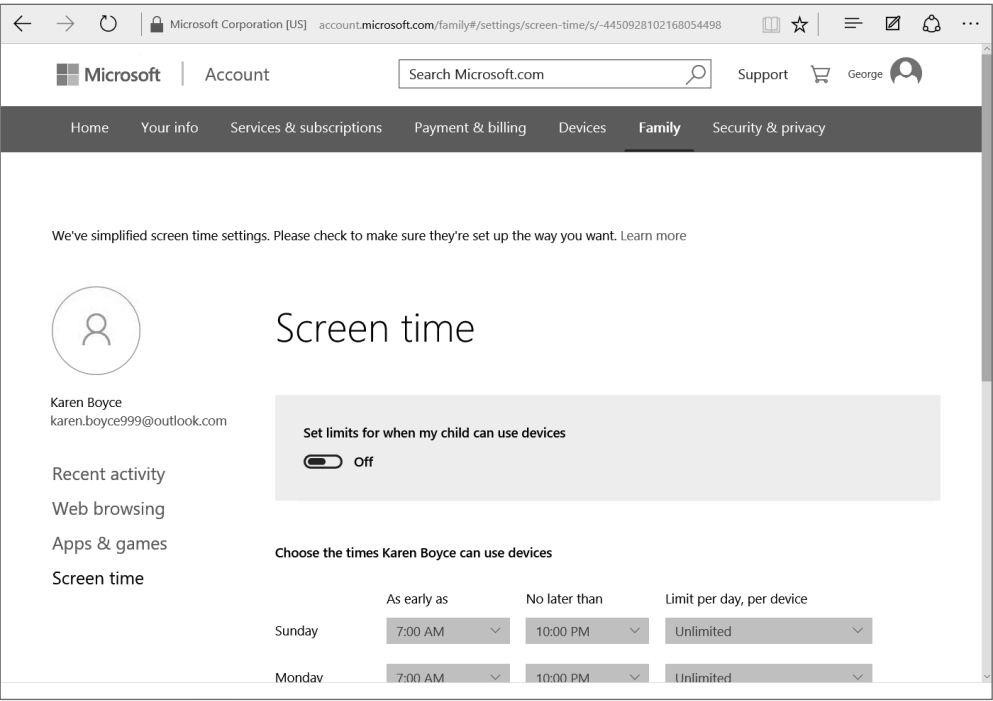 Microsoft Corporation [US] account.microsoft.com/family#/settings/screen-time/s/-4450928102168054498
Microsoft Account Search Microsoft.com Support George
Home Your info Services & subscriptions Payment & billing Devices Family Security & privacy
We've simplified screen time settings. Please check to make sure they're set up the way you want. Learn more
Screen time
Karen Boyce
karen.boyce999@outlook.com
Recent activity
Web browsing
Apps & games
Screen time
Set limits for when my child can use devices
Off
Choose the times Karen Boyce can use devices
As early as No later than Limit per day, per device
Sunday 7:00 AM 10:00 PM Unlimited
Monday 7:00 AM 10:00 PM Unlimited